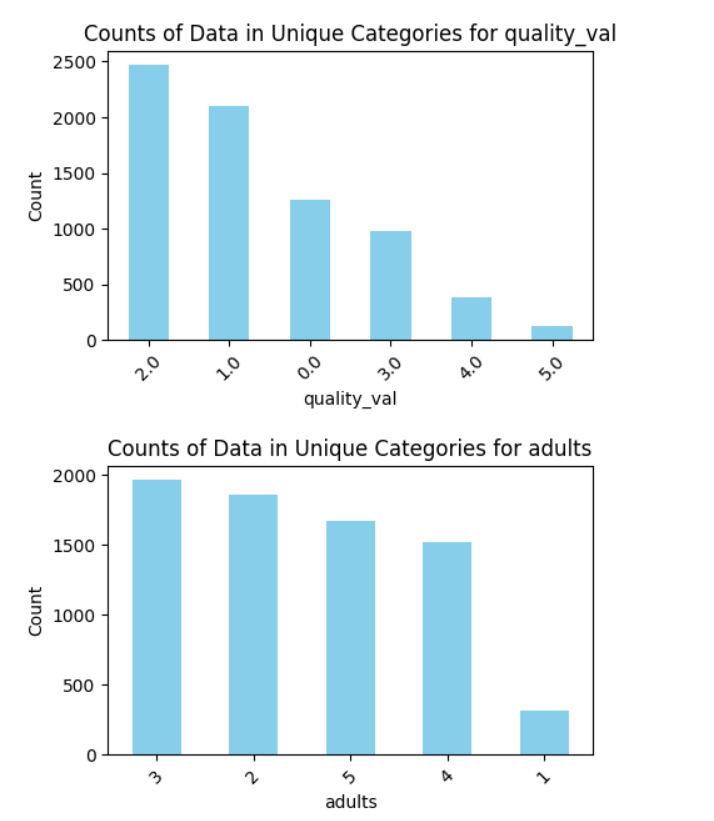 Counts of Data in Unique Categories for quality_val
2500
2000
1500
1000
500
0
Count
2.0 1.0 0.0 3.0 4.0 5.0
quality_val
Counts of Data in Unique Categories for adults
2000
1500
1000
500
0
Count
3 2 5 4 1
adults